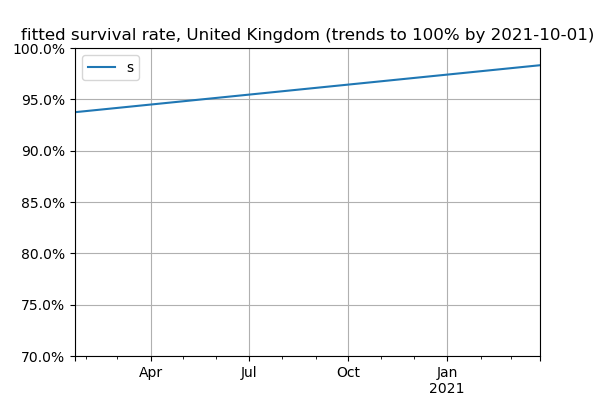 fitted survival rate, United Kingdom (trends to 100% by 2021-10-01)
100.0%
s
95.0%
90.0%
85.0%
80.0%
75.0%
70.0%
Apr
Jul
Oct
Jan
2021